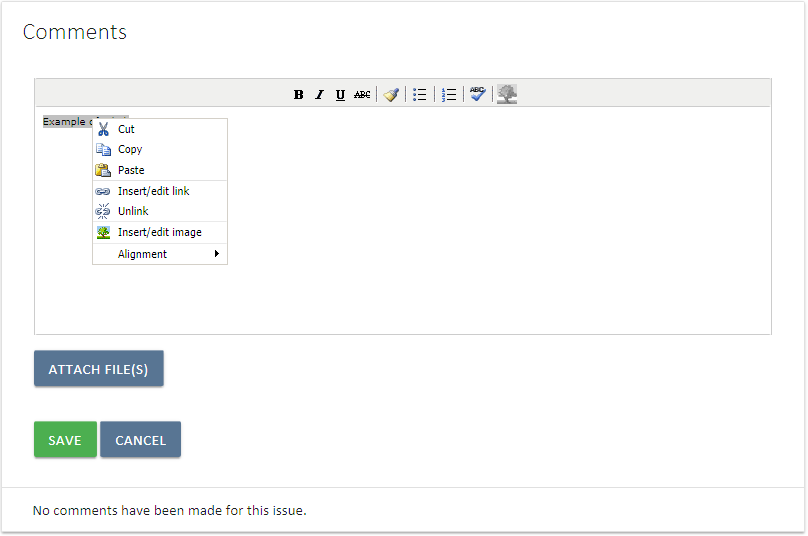 Comments
B I U ABC ABC
Example
Cut
Copy
Paste
Insert/edit link
Unlink
Insert/edit image
Alignment
ATTACH FILE(S)
SAVE CANCEL
No comments have been made for this issue.